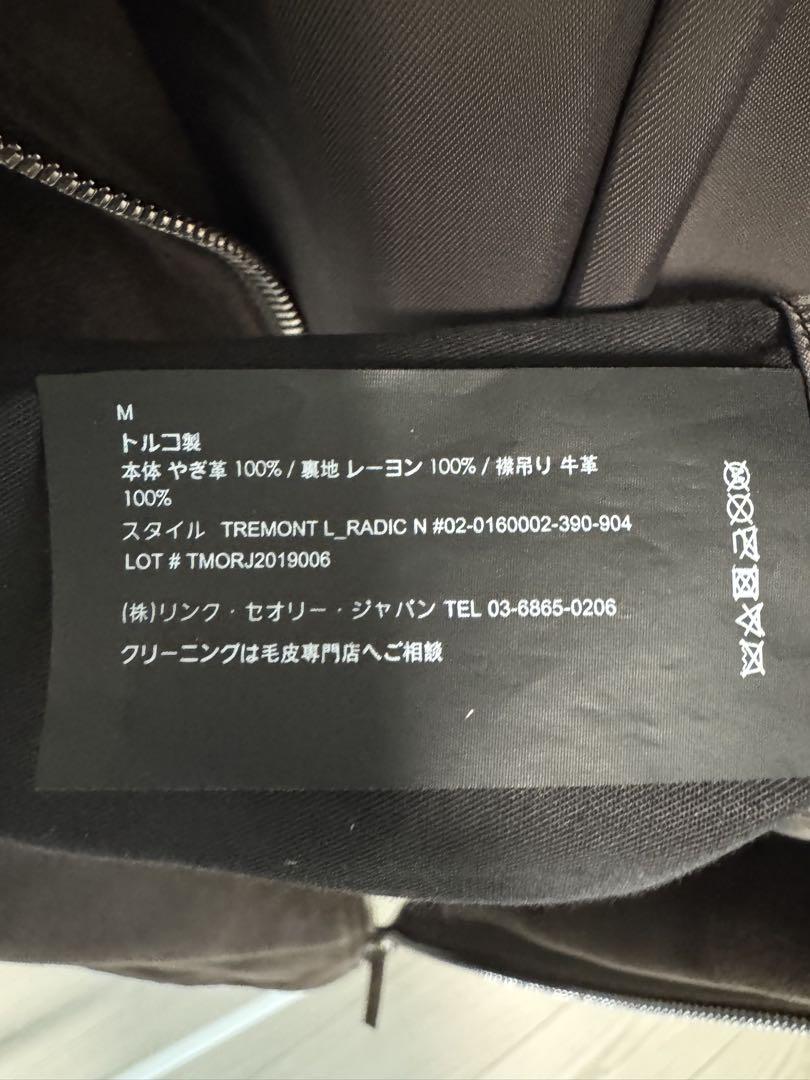 M
トルコ製
本体 やぎ革 100% / 裏地 レーヨン 100% / 襟吊り 牛革
100%
スタイル TREMONT L_RADIC N #02-0160002-390-904
LOT # TMORJ2019006
(株)リンク・セオリー・ジャパン TEL 03-6865-0206
クリーニングは毛皮専門店へご相談